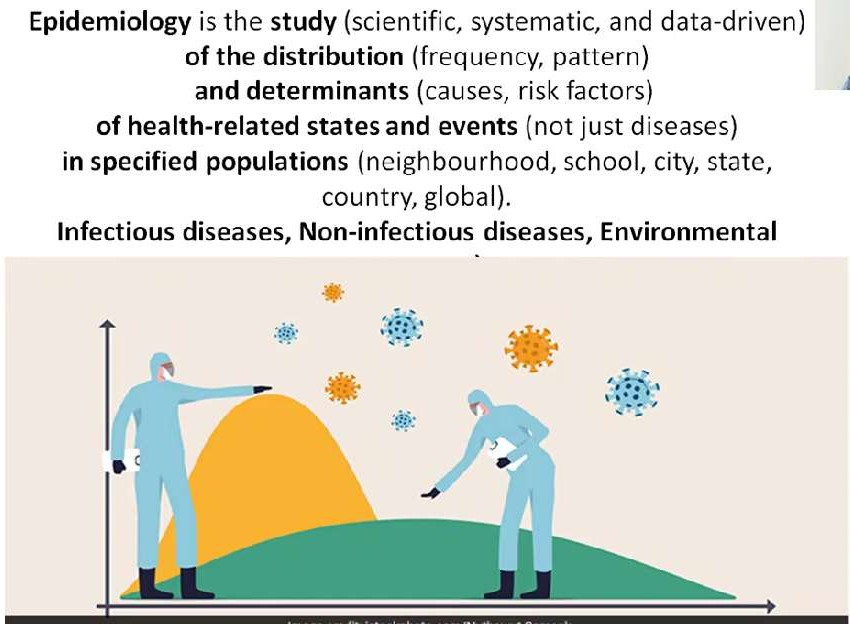 Epidemiology is the study (scientific, systematic, and data-driven)
of the distribution (frequency, pattern)
and determinants (causes, risk factors)
of health-related states and events (not just diseases)
in specified populations (neighbourhood, school, city, state,
country, global).
Infectious diseases, Non-infectious diseases, Environmental